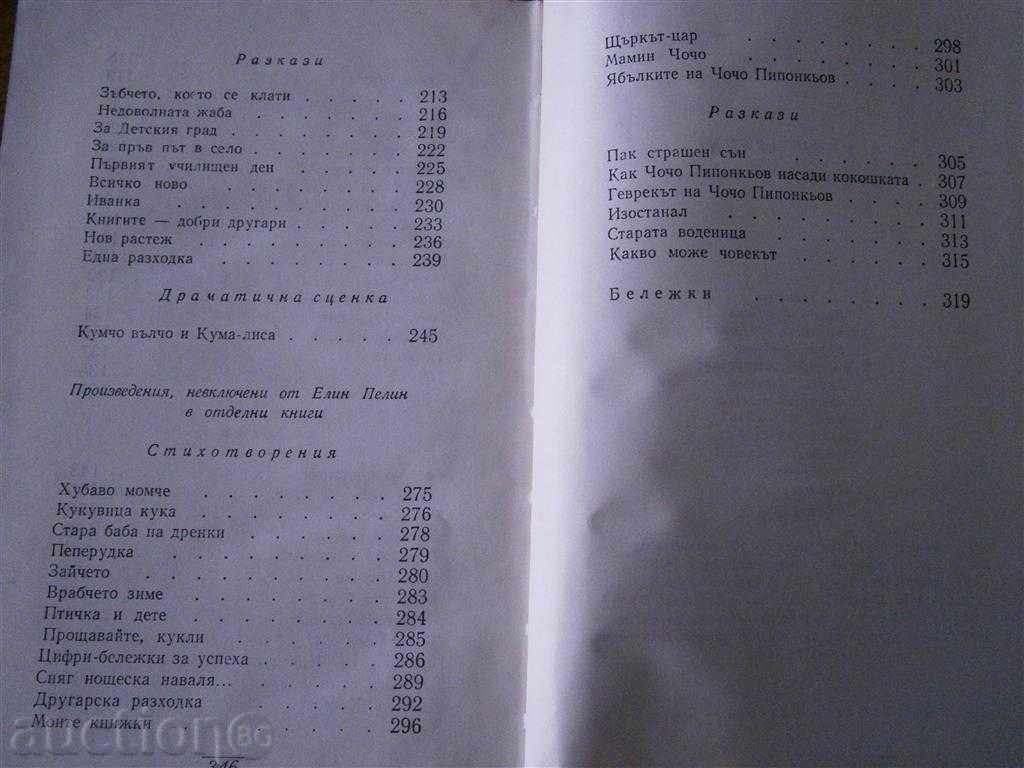 Разкази
Зъбчето, което се клати . . . . . 213
Недоволната жаба . . . . . . . 216
За Детския град . . . . . . . . 219
За пръв път в село . . . . . . . 222
Първият училищен ден . . . . . 225
Всичко ново . . . . . . . . 228
Иванка . . . . . . . . . . 230
Книгите — добри другари . . . . . 233
Нов растеж . . . . . . . . . 236
Една разходка . . . . . . . . 239
Драматична сценка
Кумчо вълчо и Кума-лиса . . . . . 245
Произведения, невключени от Елин Пелин
в отделни книги
Стихотворения
Хубаво момче . . . . . . . . 275
Кукувица кука . . . . . . . . 276
Стара баба на дренки . . . . . . 278
Пеперудка . . . . . . . . . 279
Зайчето . . . . . . . . . . 280
Врабчето зиме . . . . . . . . 283
Птичка и дете . . . . . . . . 284
Прощавайте, кукли . . . . . . . 285
Цифри-бележки за успеха . . . . . . 286
Сняг нощеска наваля... . . . . . . 289
Другарска разходка . . . . . . 292
Моите книжки . . . . . . . . 296
346
Щъркът-цар . . . . . . . . 298
Мамин Чочо . . . . . . . . 301
Ябълките на Чочо Пипонкьов . . . . 303
Разкази
Пак страшен сън . . . . . . 305
Как Чочо Пипонкьов насади кокошката . 307
Геврекът на Чочо Пипонкьов . . . . 309
Изостанал . . . . . . . . 311
Старата воденица . . . . . . 313
Какво може човекът . . . . . . 315
Бележки . . . . . . . . 319
auction.BG